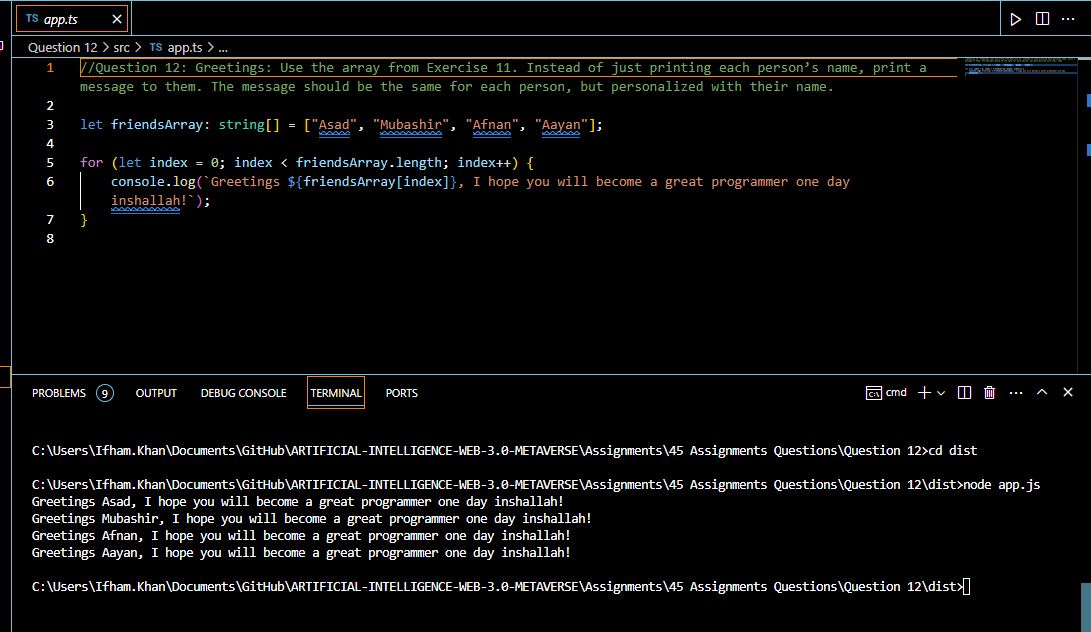 TS app.ts
Question 12 > src > TS app.ts > ...
1 //Question 12: Greetings: Use the array from Exercise 11. Instead of just printing each person’s name, print a
message to them. The message should be the same for each person, but personalized with their name.
2
3 let friendsArray: string[] = ["Asad", "Mubashir", "Afnan", "Aayan"];
4
5 for (let index = 0; index < friendsArray.length; index++) {
6 console.log(`Greetings ${friendsArray[index]}, I hope you will become a great programmer one day
inshallah!`);
7 }
8
PROBLEMS 9 OUTPUT DEBUG CONSOLE TERMINAL PORTS cmd
C:\Users\Ifham.Khan\Documents\GitHub\ARTIFICIAL-INTELLIGENCE-WEB-3.0-METAVERSE\Assignments\45 Assignments Questions\Question 12>cd dist
C:\Users\Ifham.Khan\Documents\GitHub\ARTIFICIAL-INTELLIGENCE-WEB-3.0-METAVERSE\Assignments\45 Assignments Questions\Question 12\dist>node app.js
Greetings Asad, I hope you will become a great programmer one day inshallah!
Greetings Mubashir, I hope you will become a great programmer one day inshallah!
Greetings Afnan, I hope you will become a great programmer one day inshallah!
Greetings Aayan, I hope you will become a great programmer one day inshallah!
C:\Users\Ifham.Khan\Documents\GitHub\ARTIFICIAL-INTELLIGENCE-WEB-3.0-METAVERSE\Assignments\45 Assignments Questions\Question 12\dist>